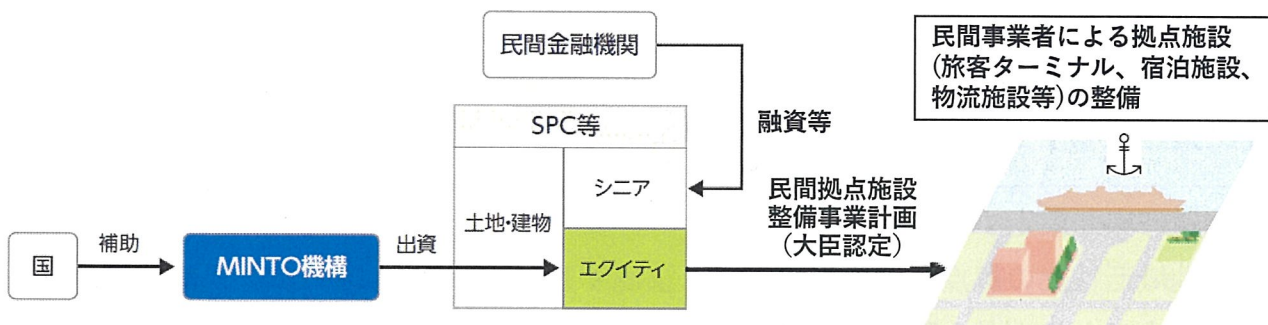 民間金融機関
民間事業者による拠点施設
(旅客ターミナル、宿泊施設、
物流施設等)の整備
SPC等
融資等
シニア
土地・建物
民間拠点施設
整備事業計画
(大臣認定)
国
補助
MINTO機構
出資
エクイティ